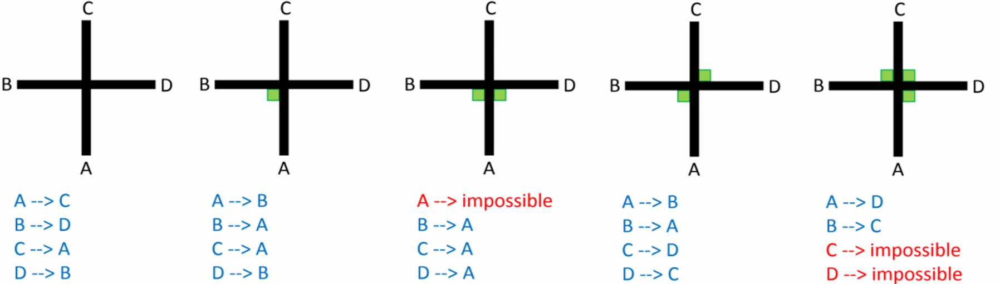 C
B
D
A
A --> C
B --> D
C --> A
D --> B
C
B
D
A
A --> B
B --> A
C --> A
D --> B
C
B
D
A
A --> impossible
B --> A
C --> A
D --> A
C
B
D
A
A --> B
B --> A
C --> D
D --> C
C
B
D
A
A --> D
B --> C
C --> impossible
D --> impossible